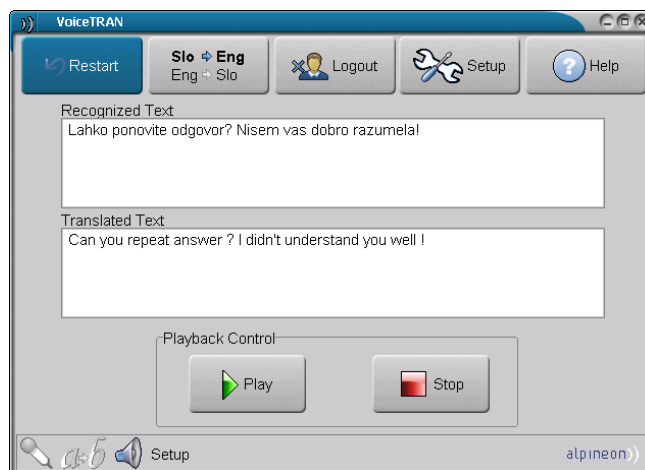 VoiceTRAN
Restart
Slo ⇨ Eng
Eng ⇨ Slo
Logout
Setup
Help
Recognized Text
Lahko ponovite odgovor? Nisem vas dobro razumela!
Translated Text
Can you repeat answer ? I didn't understand you well !
Playback Control
Play
Stop
Setup
alpineon